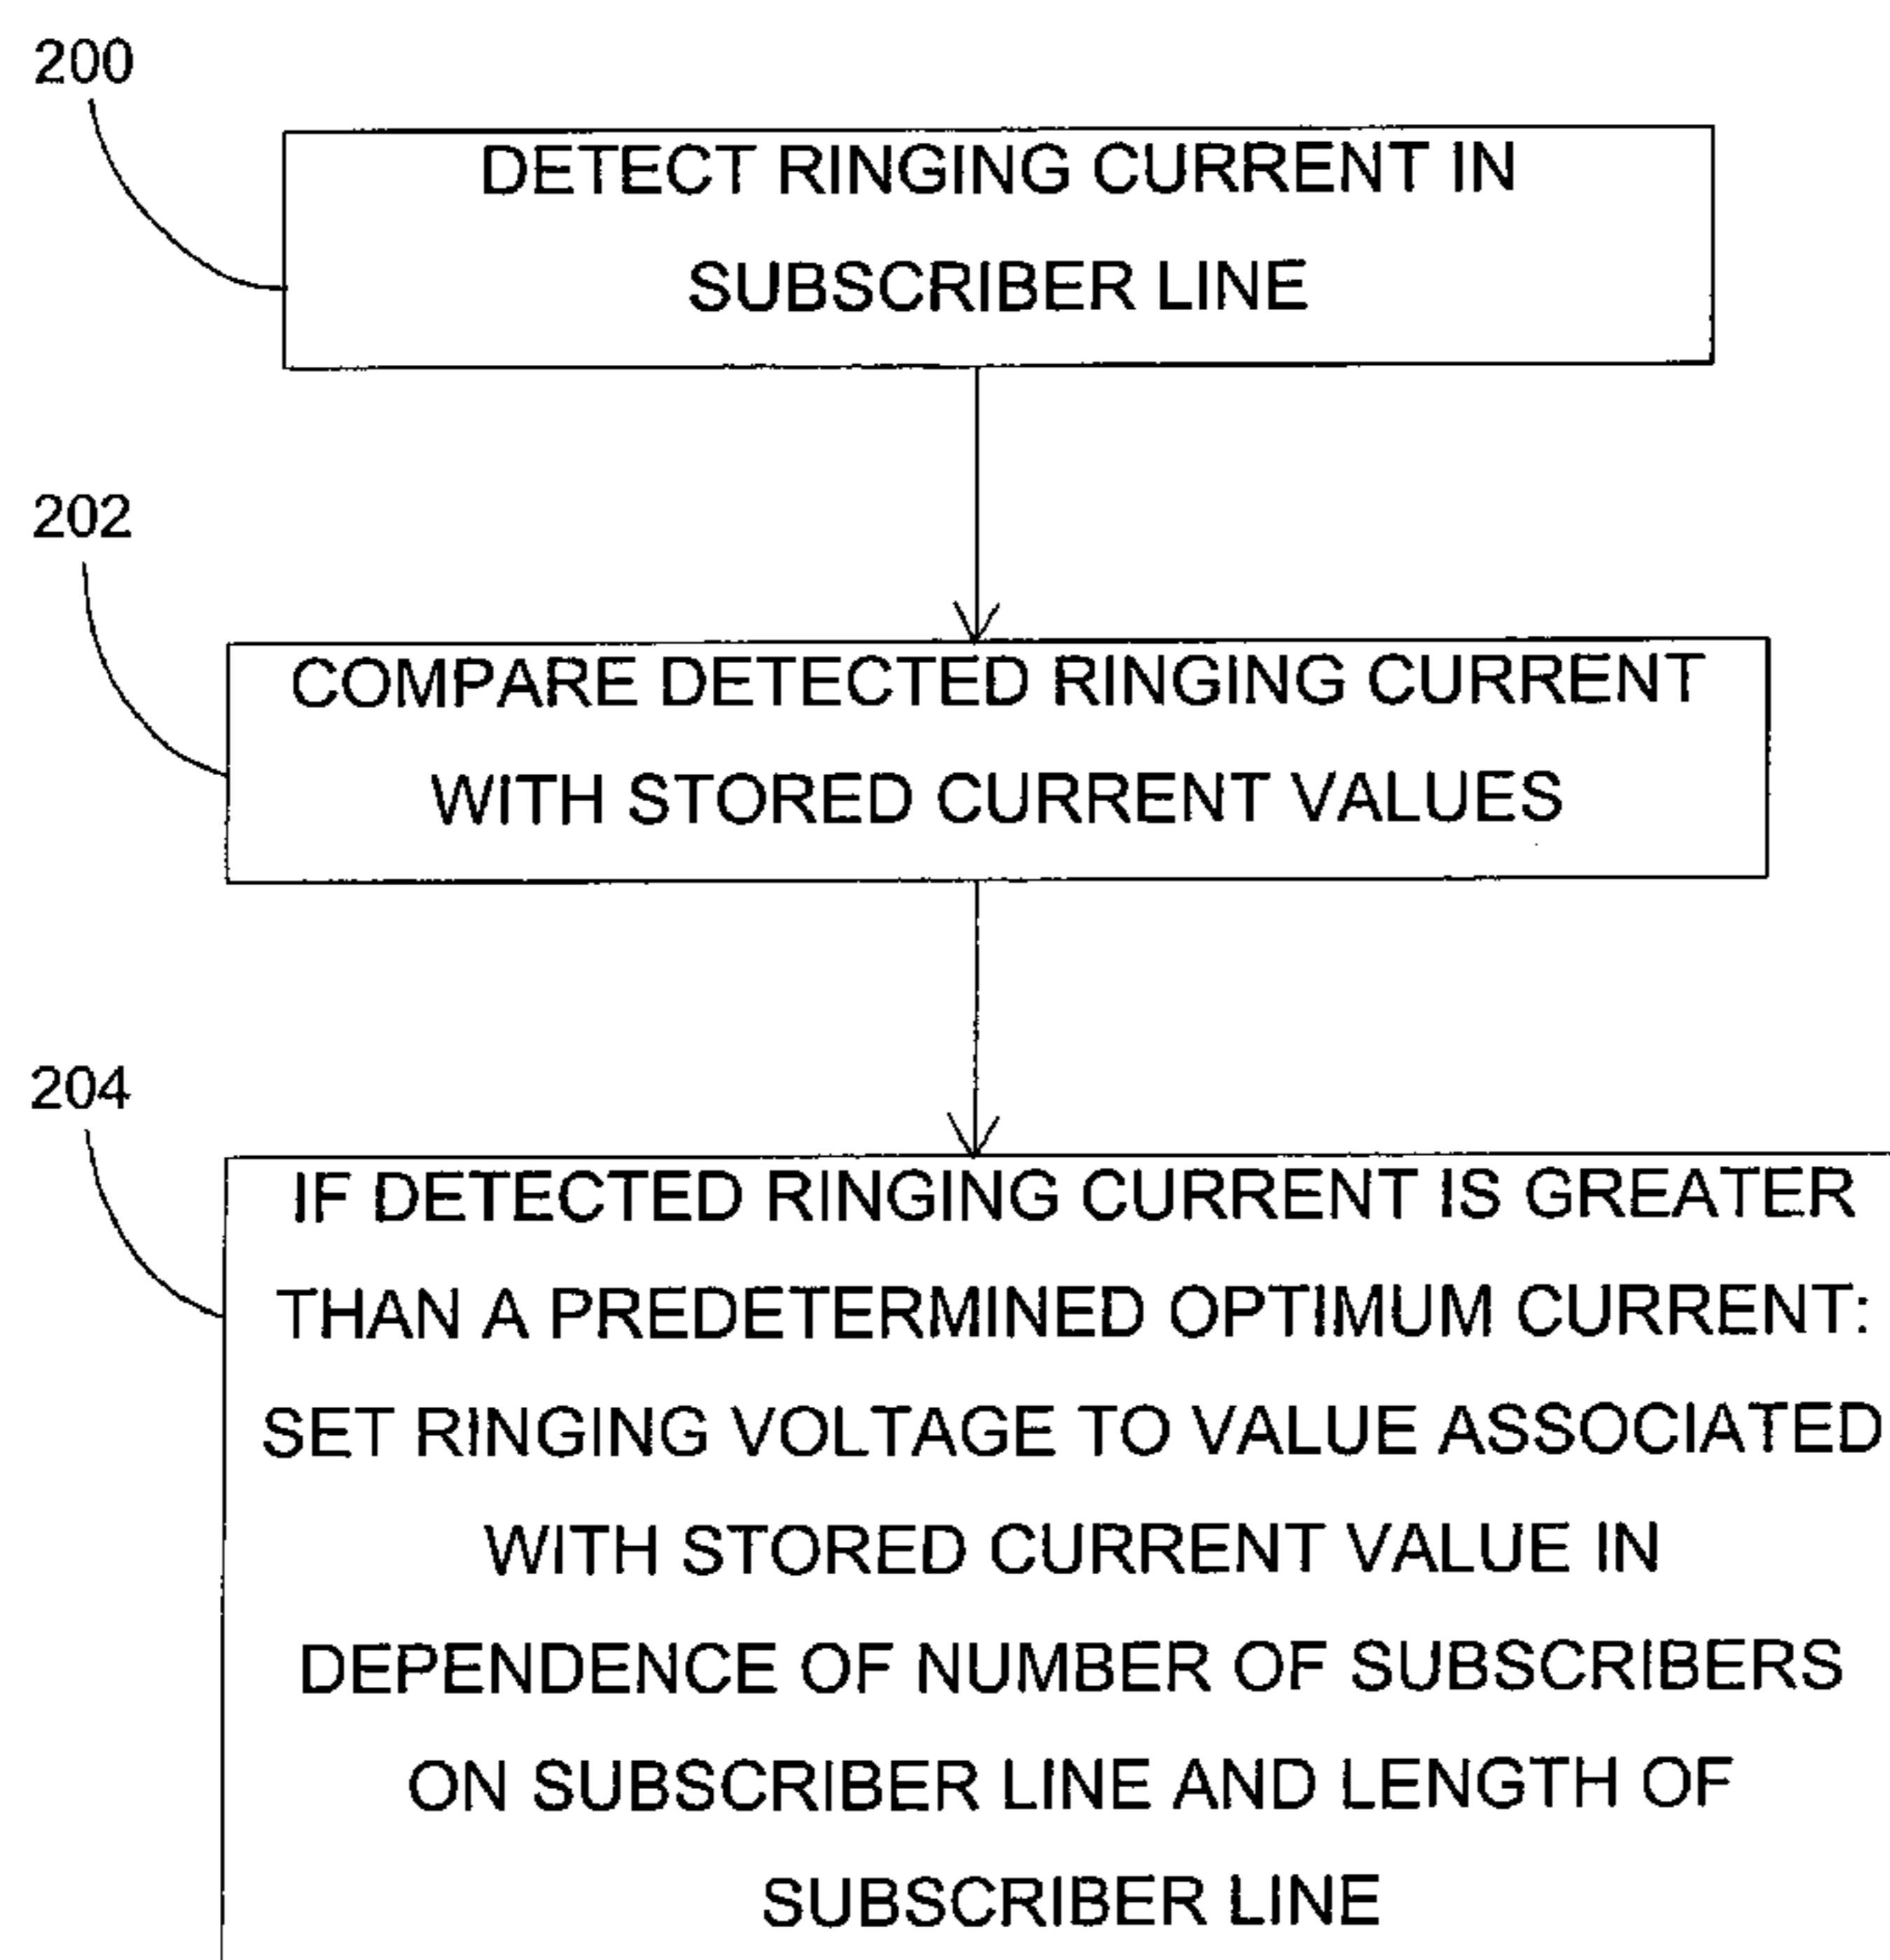 200
DETECT RINGING CURRENT IN
SUBSCRIBER LINE
202
COMPARE DETECTED RINGING CURRENT
WITH STORED CURRENT VALUES
204
IF DETECTED RINGING CURRENT IS GREATER
THAN A PREDETERMINED OPTIMUM CURRENT:
SET RINGING VOLTAGE TO VALUE ASSOCIATED
WITH STORED CURRENT VALUE IN
DEPENDENCE OF NUMBER OF SUBSCRIBERS
ON SUBSCRIBER LINE AND LENGTH OF
SUBSCRIBER LINE